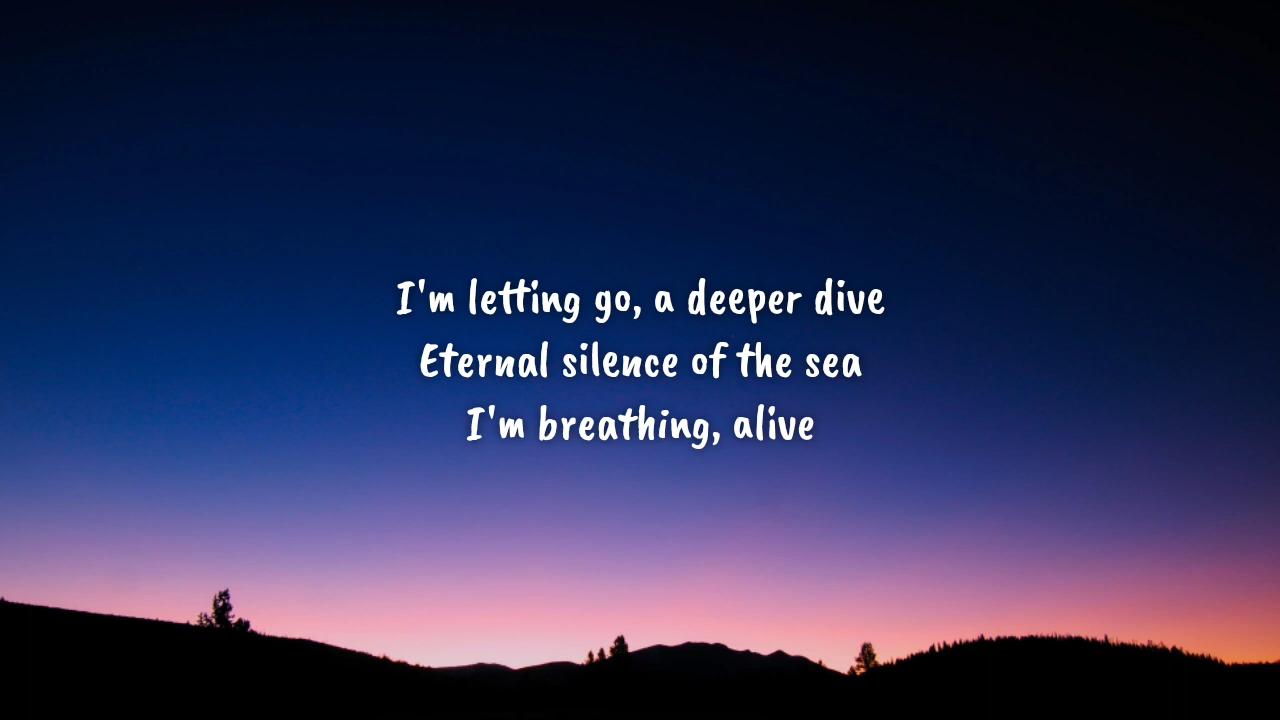 I'm letting go, a deeper dive
Eternal silence of the sea
I'm breathing, alive